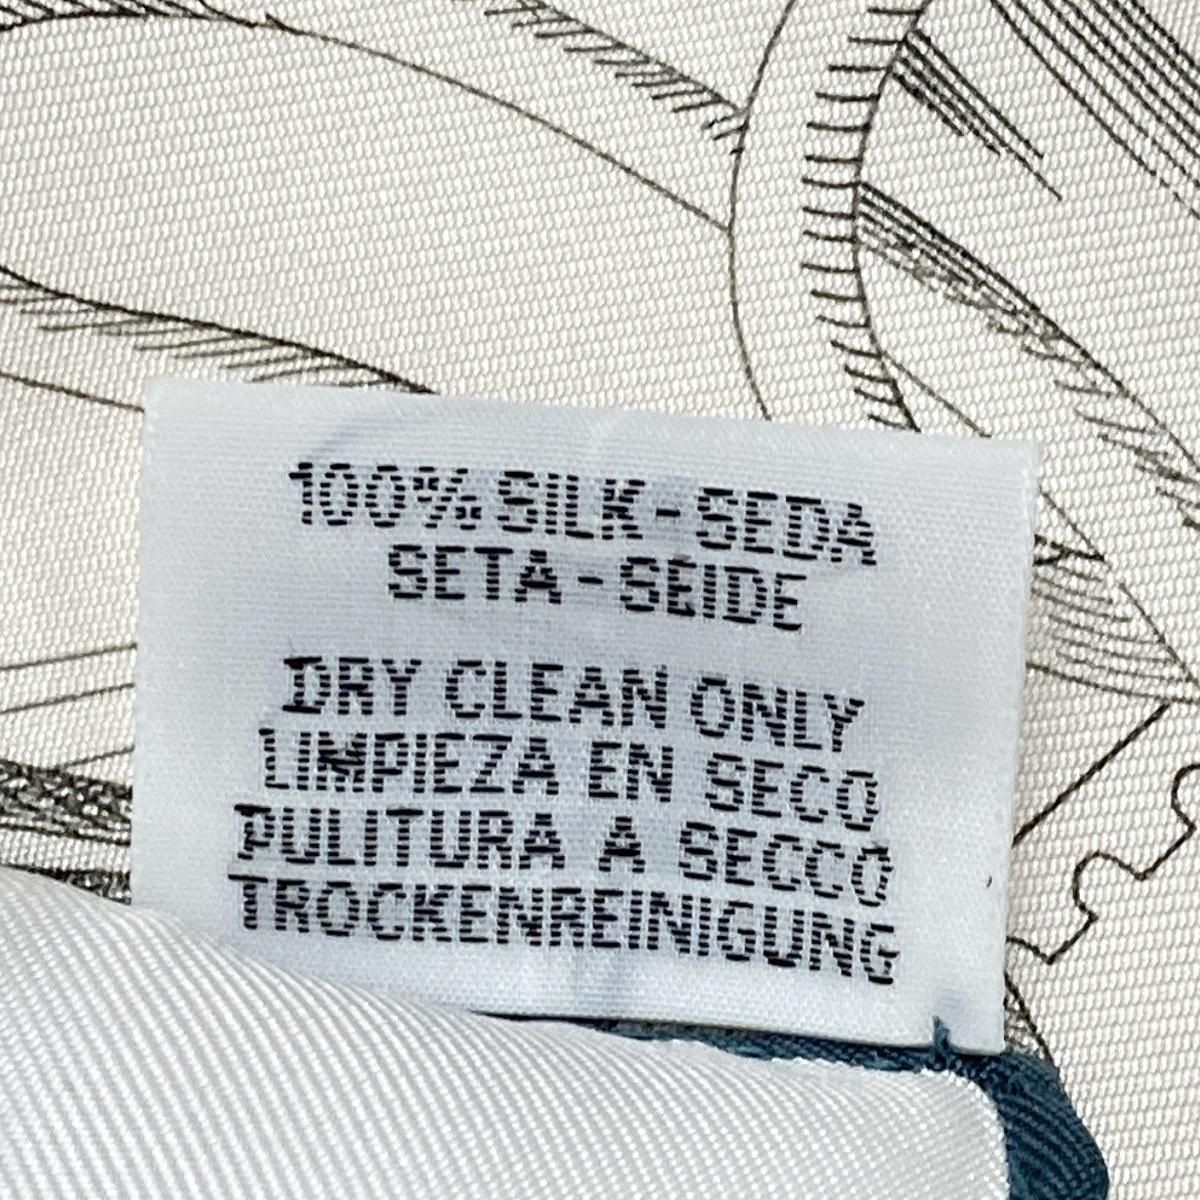 100% SILK - SEDA
SETA - SEIDE
DRY CLEAN ONLY
LIMPIEZA EN SECO
PULITURA A SECCO
TROCKENREINIGUNG